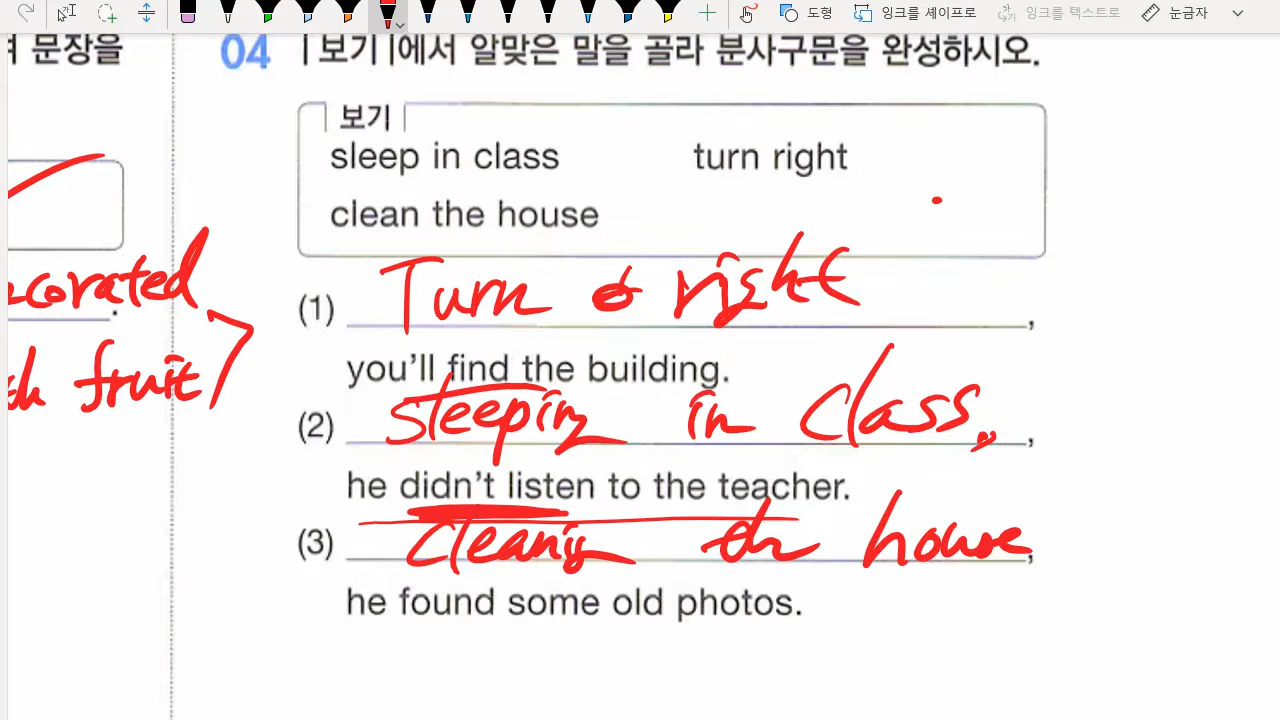 도형 잉크를 셰이프로 잉크를 텍스트로 눈금자
문장을
04 |보기|에서 알맞은 말을 골라 분사구문을 완성하시오.
보기
sleep in class turn right
clean the house
Turn right
(1) ,
you'll find the building.
sleeping in class,
(2) ,
he didn't listen to the teacher.
cleaning the house
(3) ,
he found some old photos.
corated
fruit